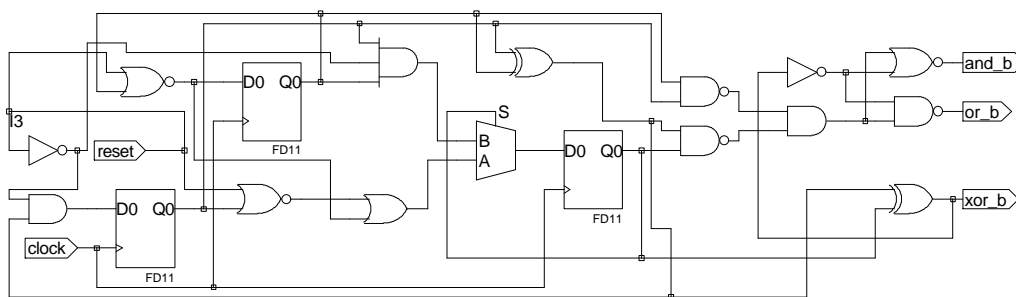 S
D0 Q0
FD11
I3
reset
B
A
D0 Q0
FD11
D0 Q0
FD11
clock
and_b
or_b
xor_b